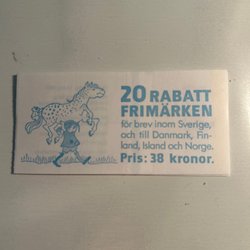 20 RABATT
FRIMÄRKEN
för brev inom Sverige,
och till Danmark, Fin-
land, Island och Norge.
Pris: 38 kronor.